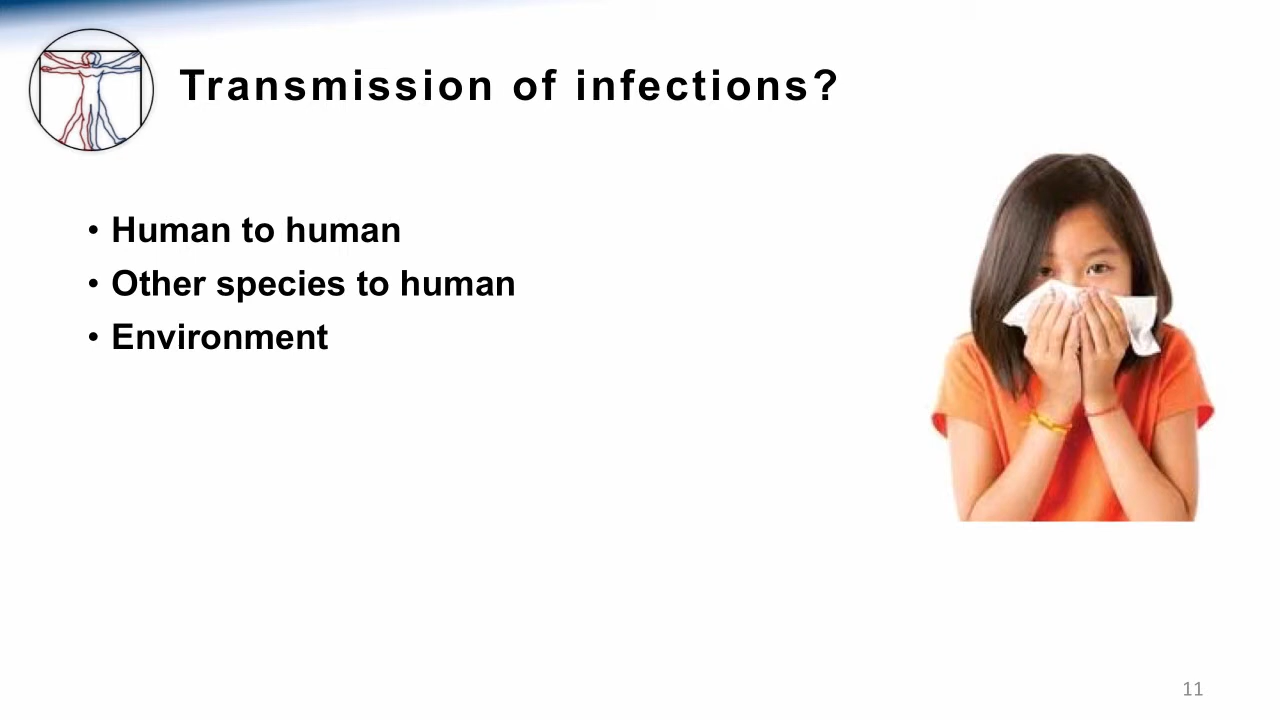 Transmission of infections?
• Human to human
• Other species to human
• Environment
11